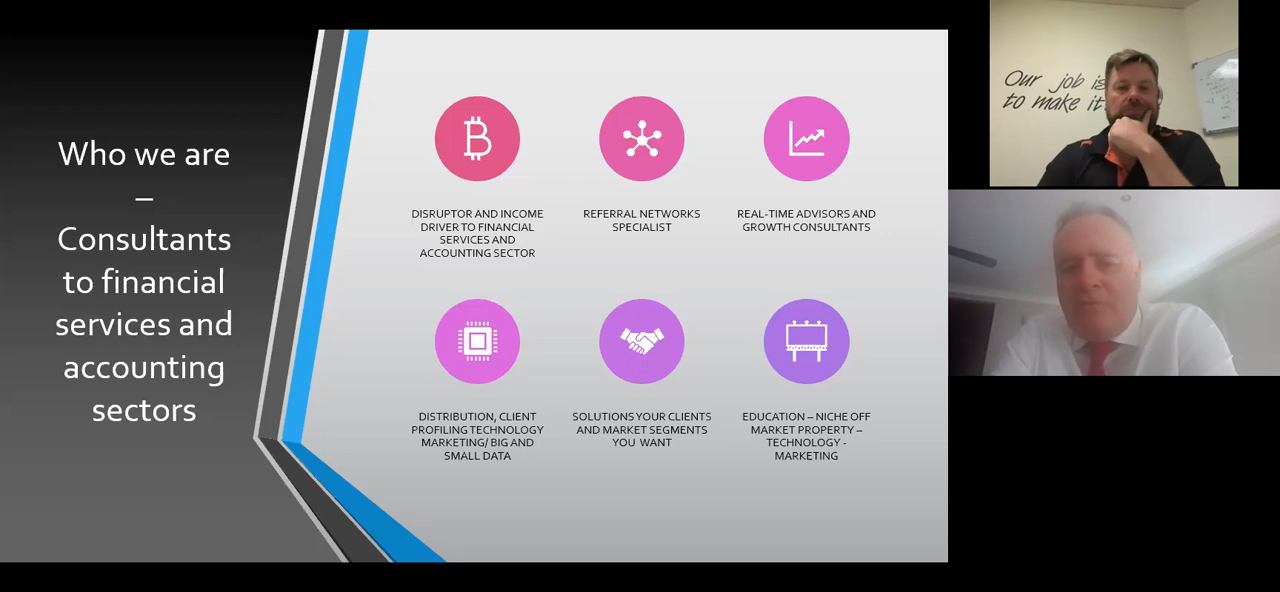 Who we are
–
Consultants
to financial
services and
accounting
sectors
DISRUPTOR AND INCOME
DRIVER TO FINANCIAL
SERVICES AND
ACCOUNTING SECTOR
REFERRAL NETWORKS
SPECIALIST
REAL-TIME ADVISORS AND
GROWTH CONSULTANTS
DISTRIBUTION, CLIENT
PROFILING TECHNOLOGY
MARKETING/ BIG AND
SMALL DATA
SOLUTIONS YOUR CLIENTS
AND MARKET SEGMENTS
YOU WANT
EDUCATION – NICHE OFF
MARKET PROPERTY –
TECHNOLOGY -
MARKETING
Our job is
to make it